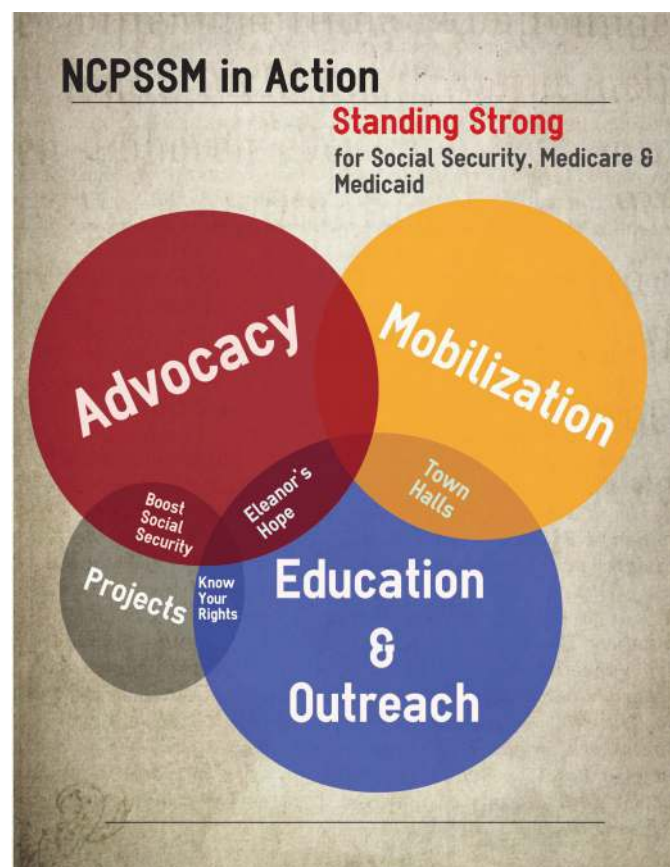 NCPSSM in Action
Standing Strong
for Social Security, Medicare &
Medicaid
Advocacy
Mobilization
Boost
Social
Security
Eleanor's
Hope
Town
Halls
Projects
Know
Your
Rights
Education
&
Outreach